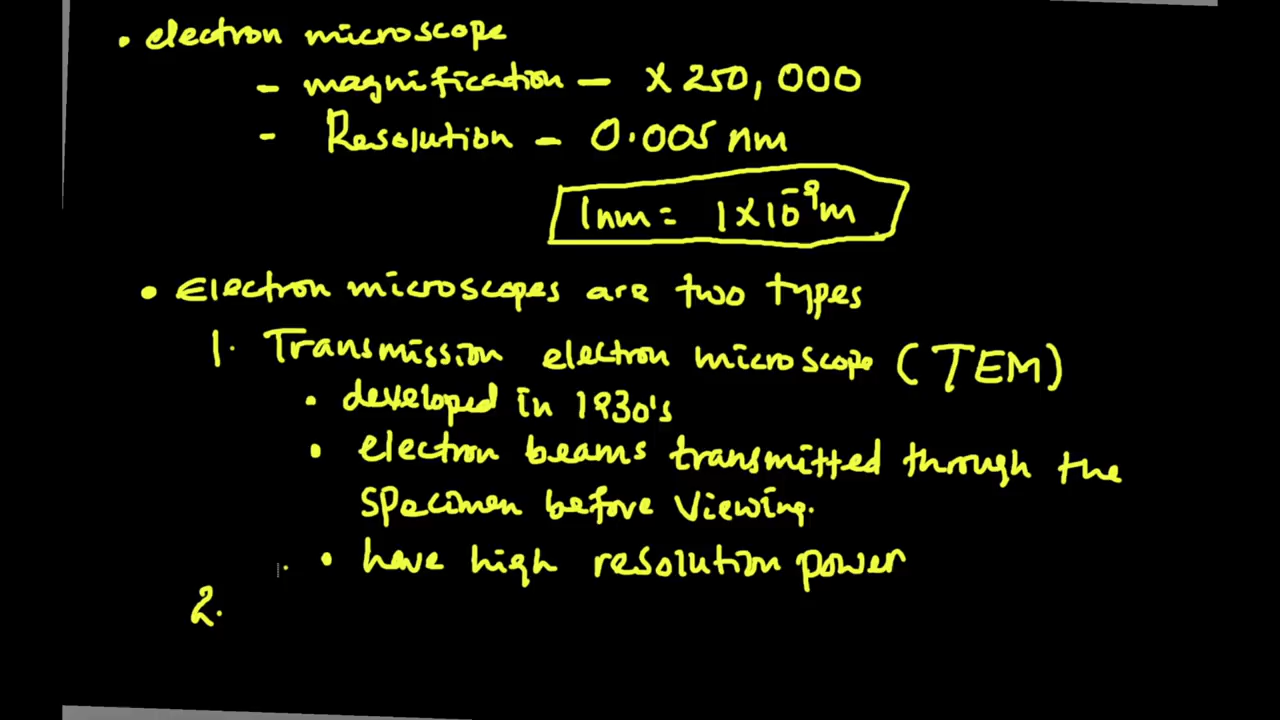 • electron microscope
- magnification - X 250,000
- Resolution - 0.005 nm
1nm = 1X10⁻⁹m
• Electron microscopes are two types
1. Transmission electron microscope (TEM)
• developed in 1930's
• electron beams transmitted through the
specimen before viewing.
• have high resolution power
2.